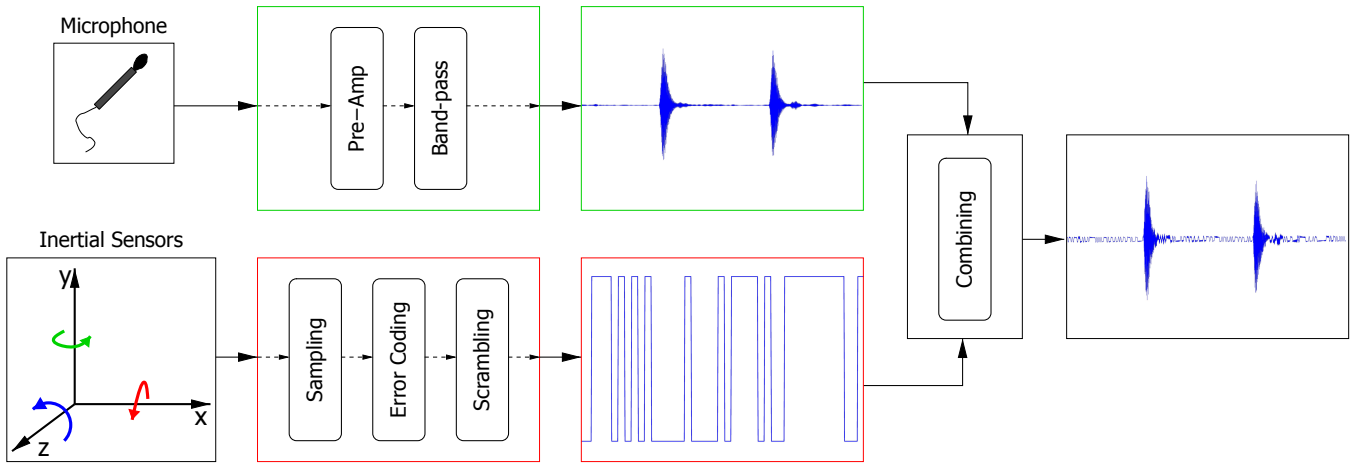 Microphone
Pre−Amp
Band-pass
Combining
Inertial Sensors
y
x
z
Sampling
Error Coding
Scrambling